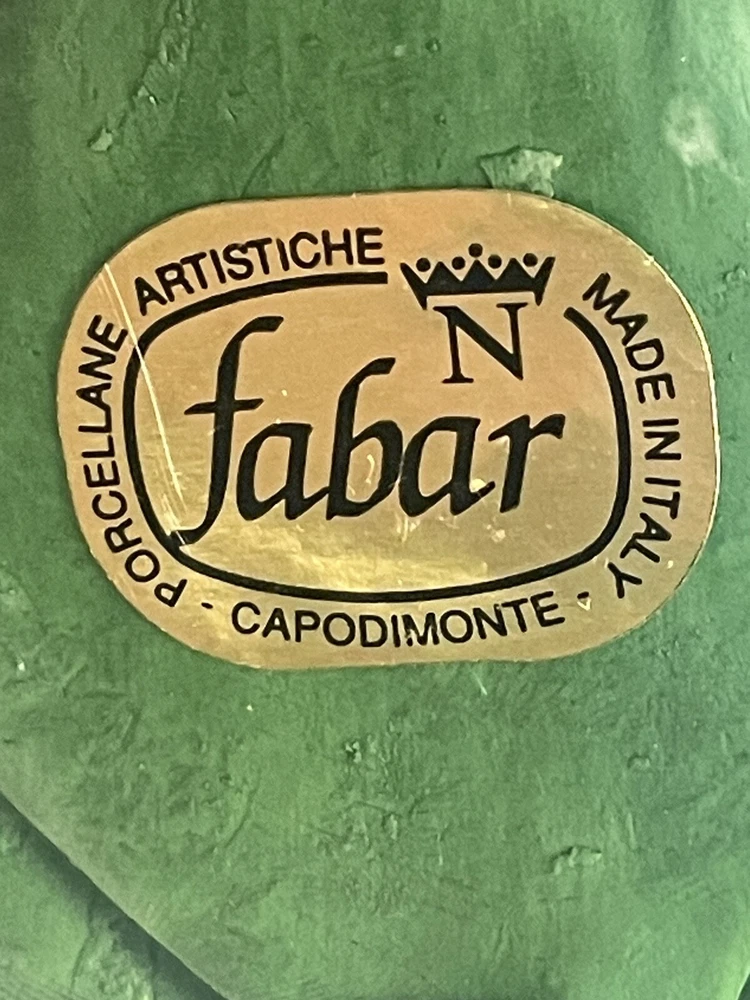 PORCELLANE ARTISTICHE
N
fabar
MADE IN ITALY
- CAPODIMONTE -